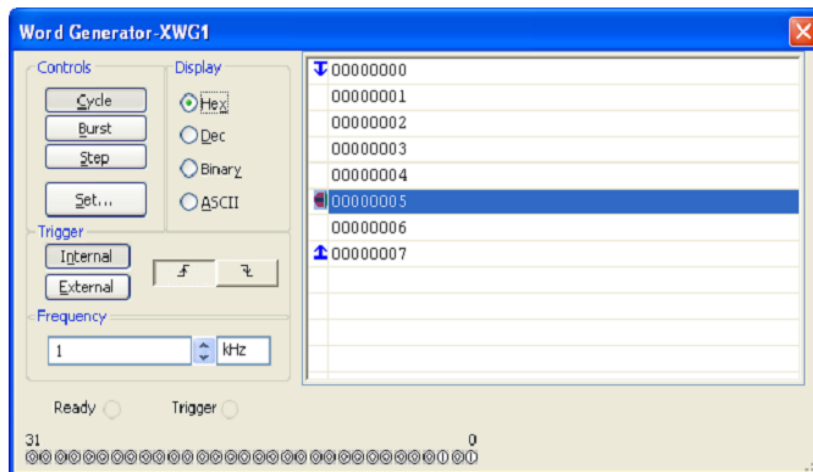 Word Generator-XWG1
Controls
Cycle
Burst
Step
Set...
Display
Hex
Dec
Binary
ASCII
Trigger
Internal
External
Frequency
1
kHz
Ready
Trigger
00000000
00000001
00000002
00000003
00000004
00000005
00000006
00000007
31
0